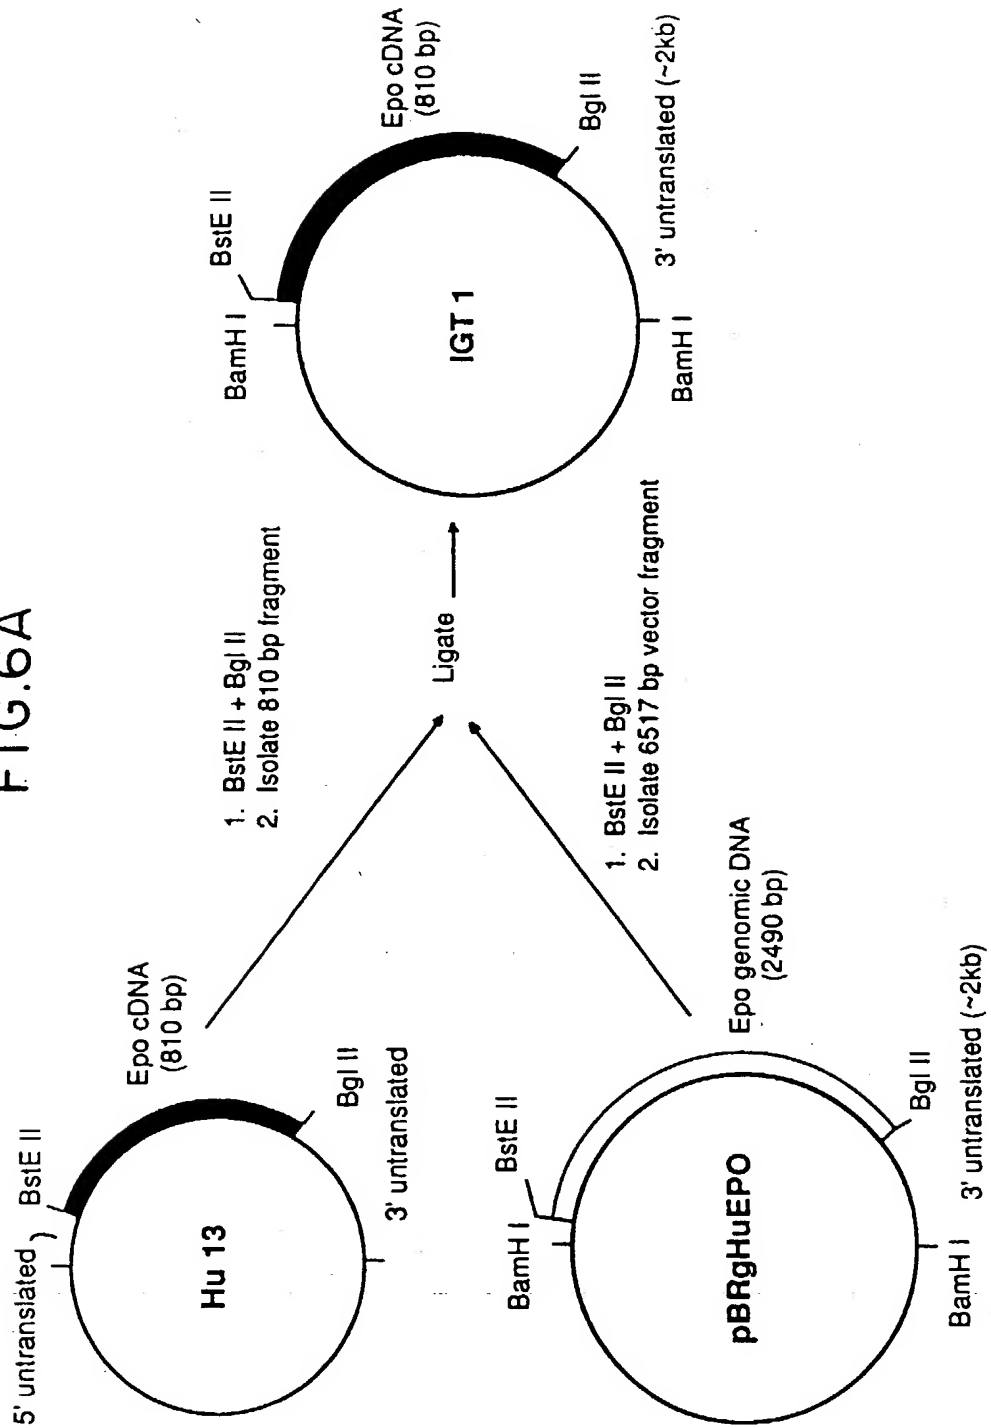 FIG.6A
5' untranslated
BstE II
Epo cDNA
(810 bp)
Hu 13
Bgl II
3' untranslated
1. BstE II + Bgl II
2. Isolate 810 bp fragment
Ligate
1. BstE II + Bgl II
2. Isolate 6517 bp vector fragment
BamH I
BstE II
Epo genomic DNA
(2490 bp)
pBRgHuEPO
Bgl II
3' untranslated (~2kb)
BamH I
BamH I
BstE II
Epo cDNA
(810 bp)
IGT 1
Bgl II
3' untranslated (~2kb)
BamH I